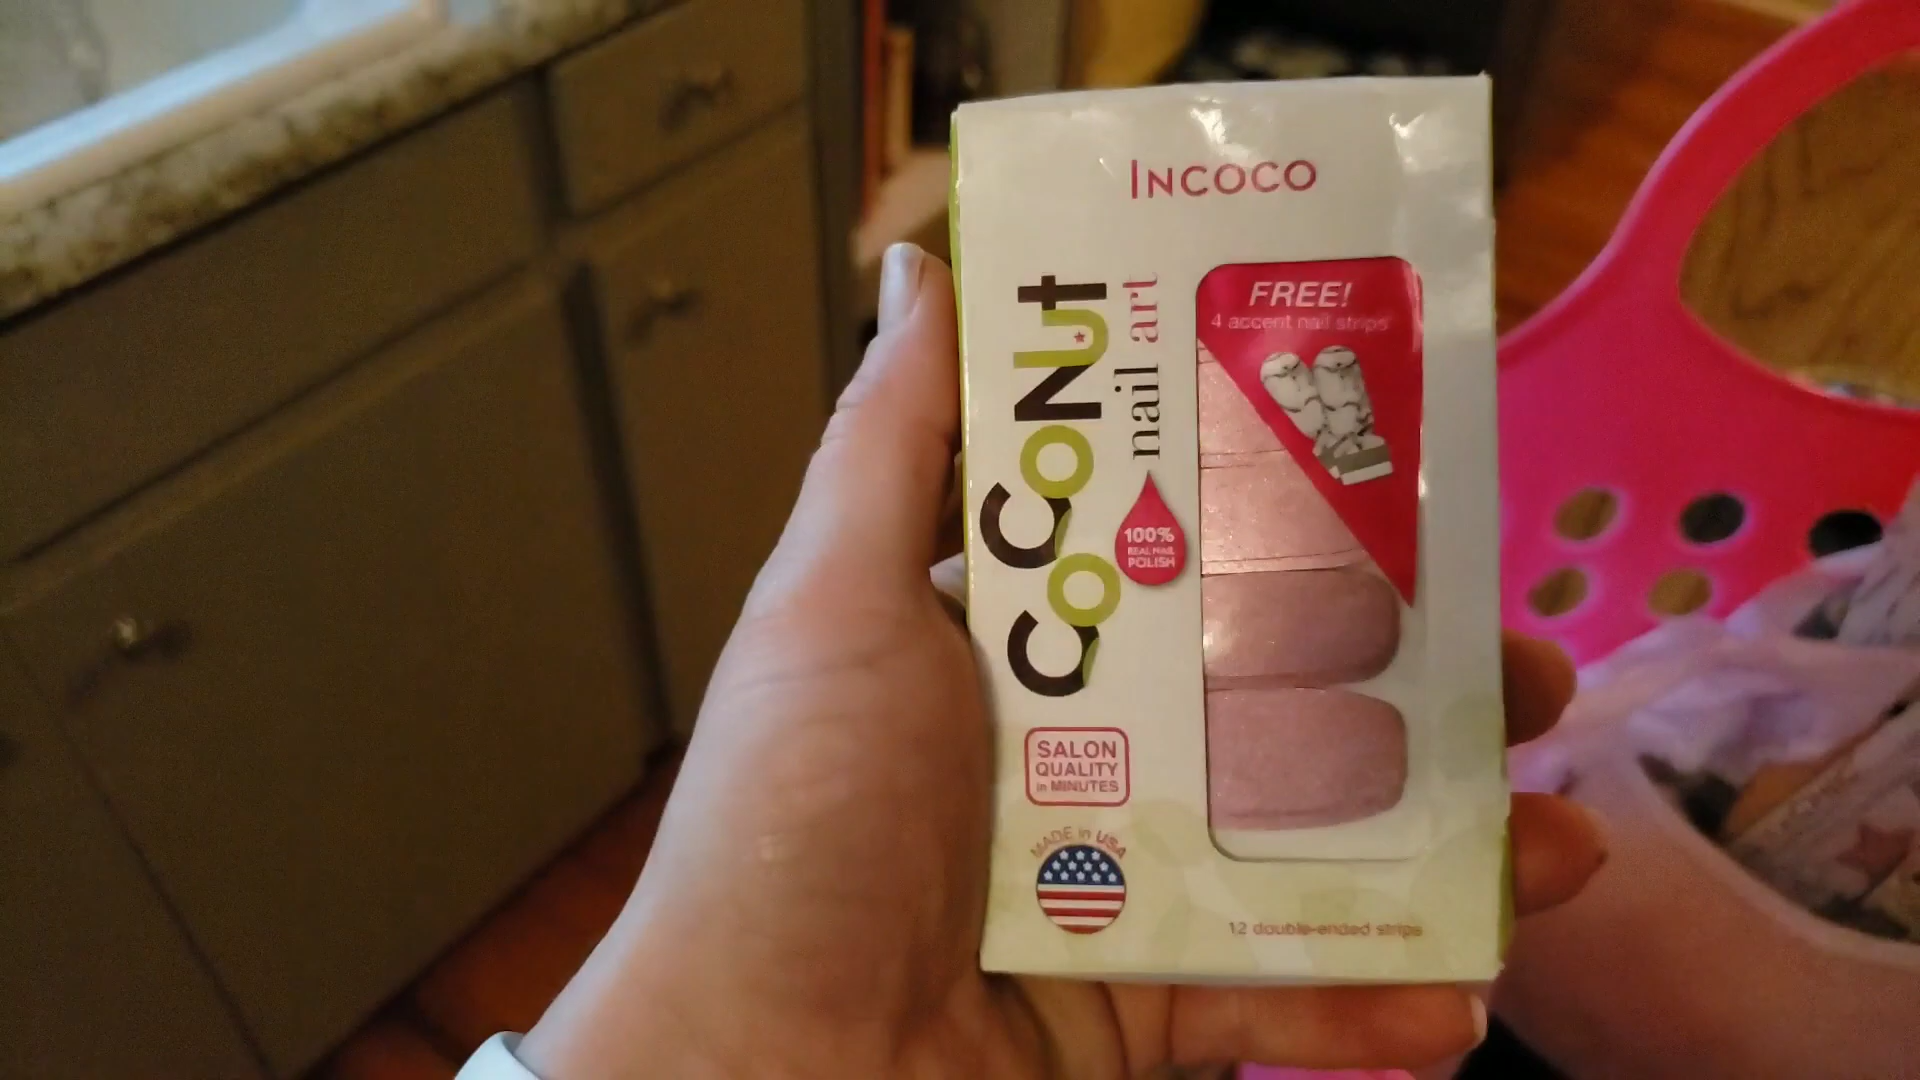 INCOCO
CoCoNut
nail art
100%
REAL NAIL
POLISH
FREE!
4 accent nail strips
SALON
QUALITY
in MINUTES
MADE in USA
12 double-ended strips